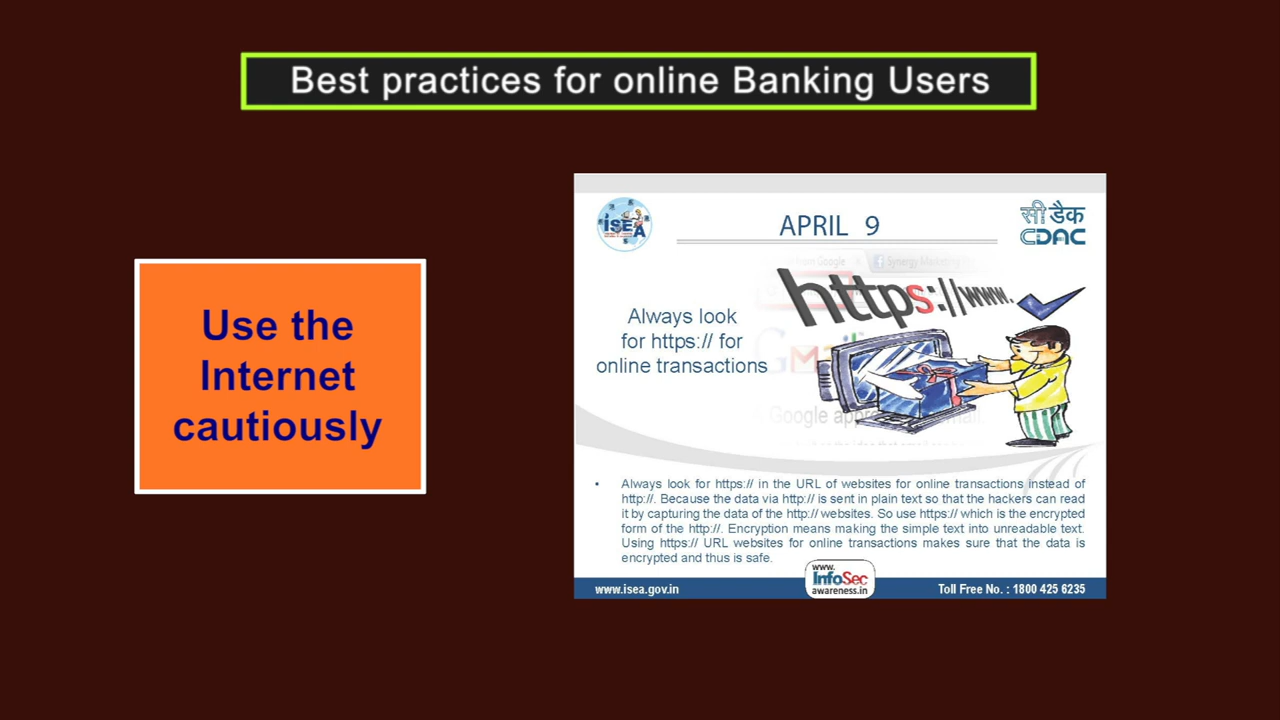 Best practices for online Banking Users
Use the
Internet
cautiously
ISEA
APRIL 9
सी डैक
CDAC
from Google
Synergy Marketing
https://www.
Always look
for https:// for
online transactions
Gmail
Google
Always look for https:// in the URL of websites for online transactions instead of
http://. Because the data via http:// is sent in plain text so that the hackers can read
it by capturing the data of the http:// websites. So use https:// which is the encrypted
form of the http://. Encryption means making the simple text into unreadable text.
Using https:// URL websites for online transactions makes sure that the data is
encrypted and thus is safe.
www.isea.gov.in
www.
InfoSec
awareness.in
Toll Free No. : 1800 425 6235